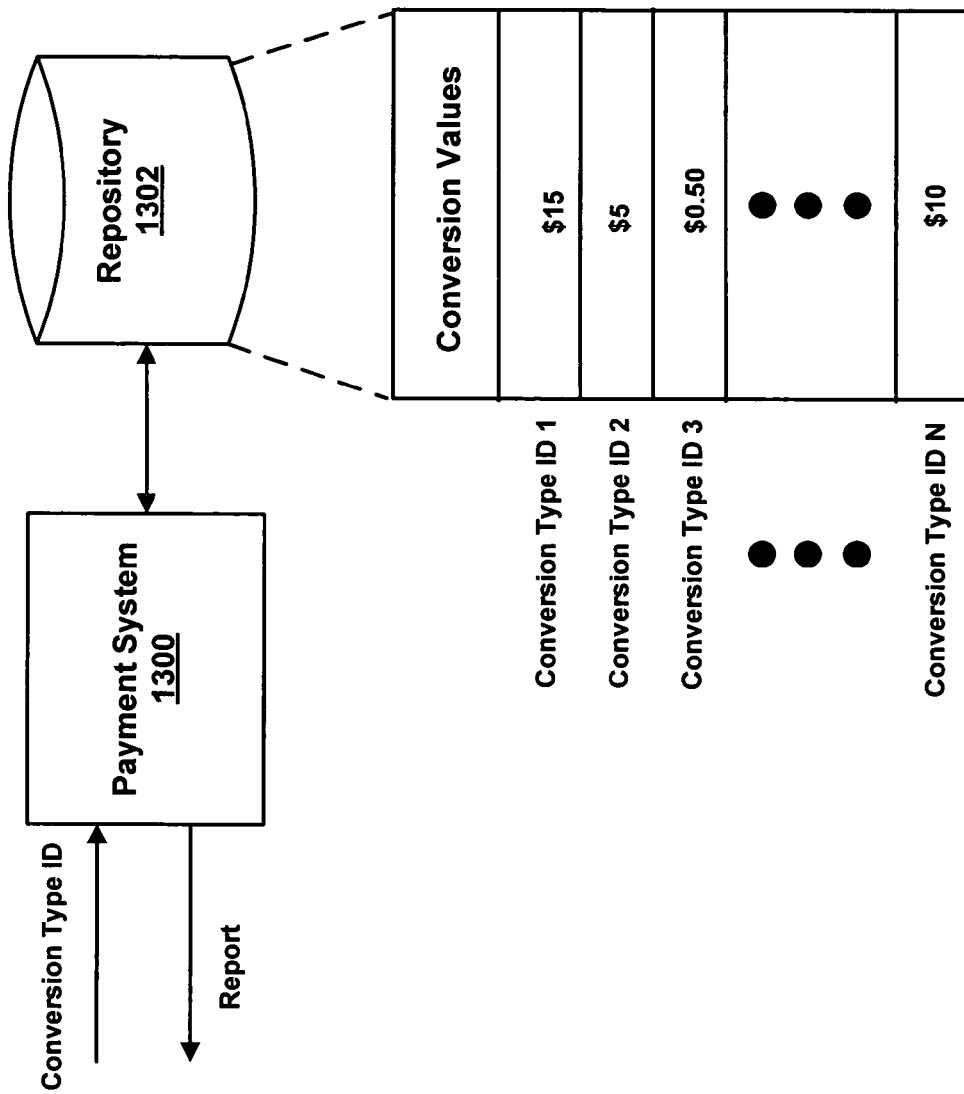 Conversion Type ID
Report
Payment System
1300
Repository
1302
Conversion Values
Conversion Type ID 1
$15
Conversion Type ID 2
$5
Conversion Type ID 3
$0.50
Conversion Type ID N
$10